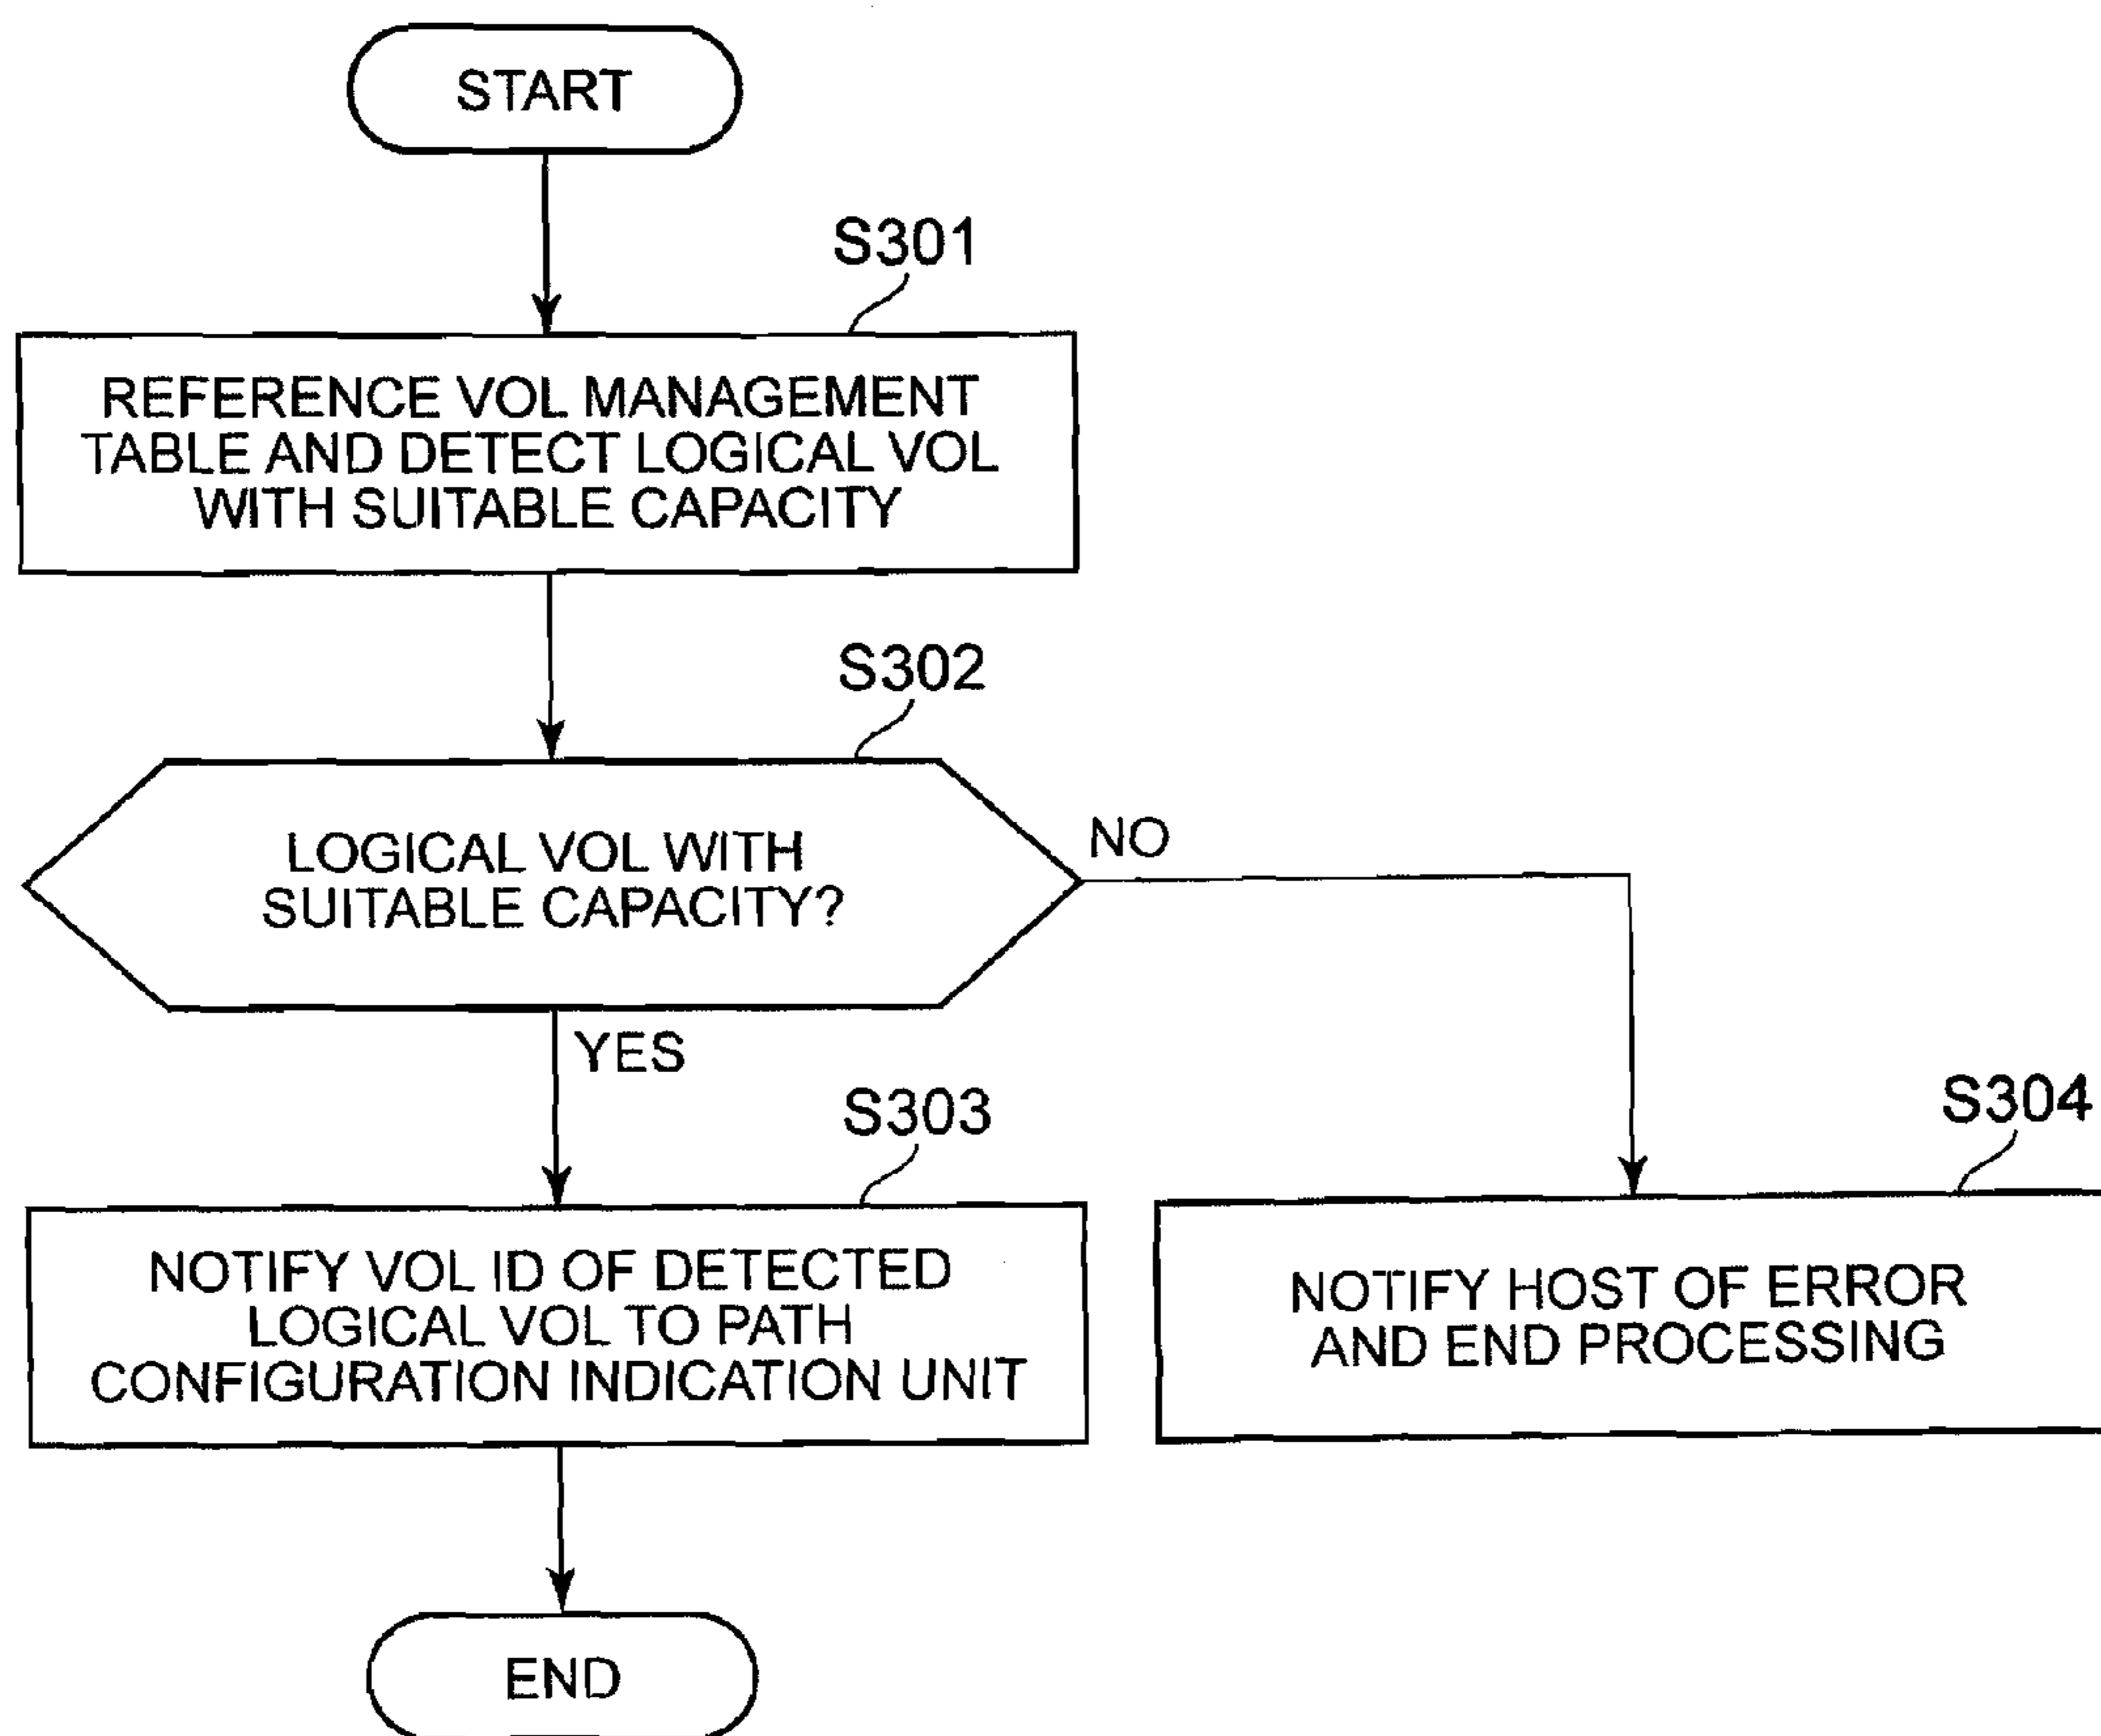 START
S301
REFERENCE VOL MANAGEMENT
TABLE AND DETECT LOGICAL VOL
WITH SUITABLE CAPACITY
S302
LOGICAL VOL WITH
SUITABLE CAPACITY?
NO
YES
S303
NOTIFY VOL ID OF DETECTED
LOGICAL VOL TO PATH
CONFIGURATION INDICATION UNIT
S304
NOTIFY HOST OF ERROR
AND END PROCESSING
END